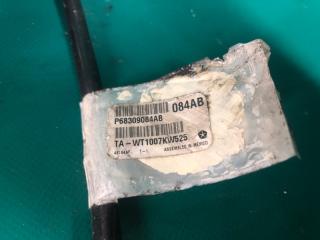 084AB
P68309084AB
TA-WT1007KW525
ASSEMBLED IN MEXICO